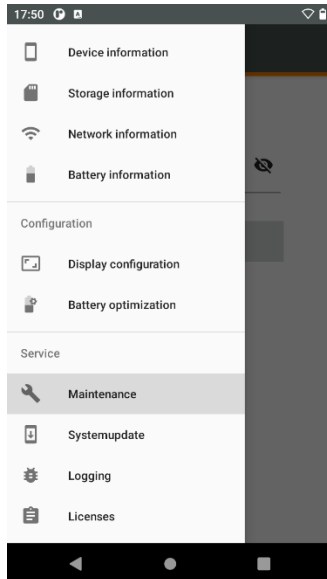 17:50
Device information
Storage information
Network information
Battery information
Configuration
Display configuration
Battery optimization
Service
Maintenance
Systemupdate
Logging
Licenses